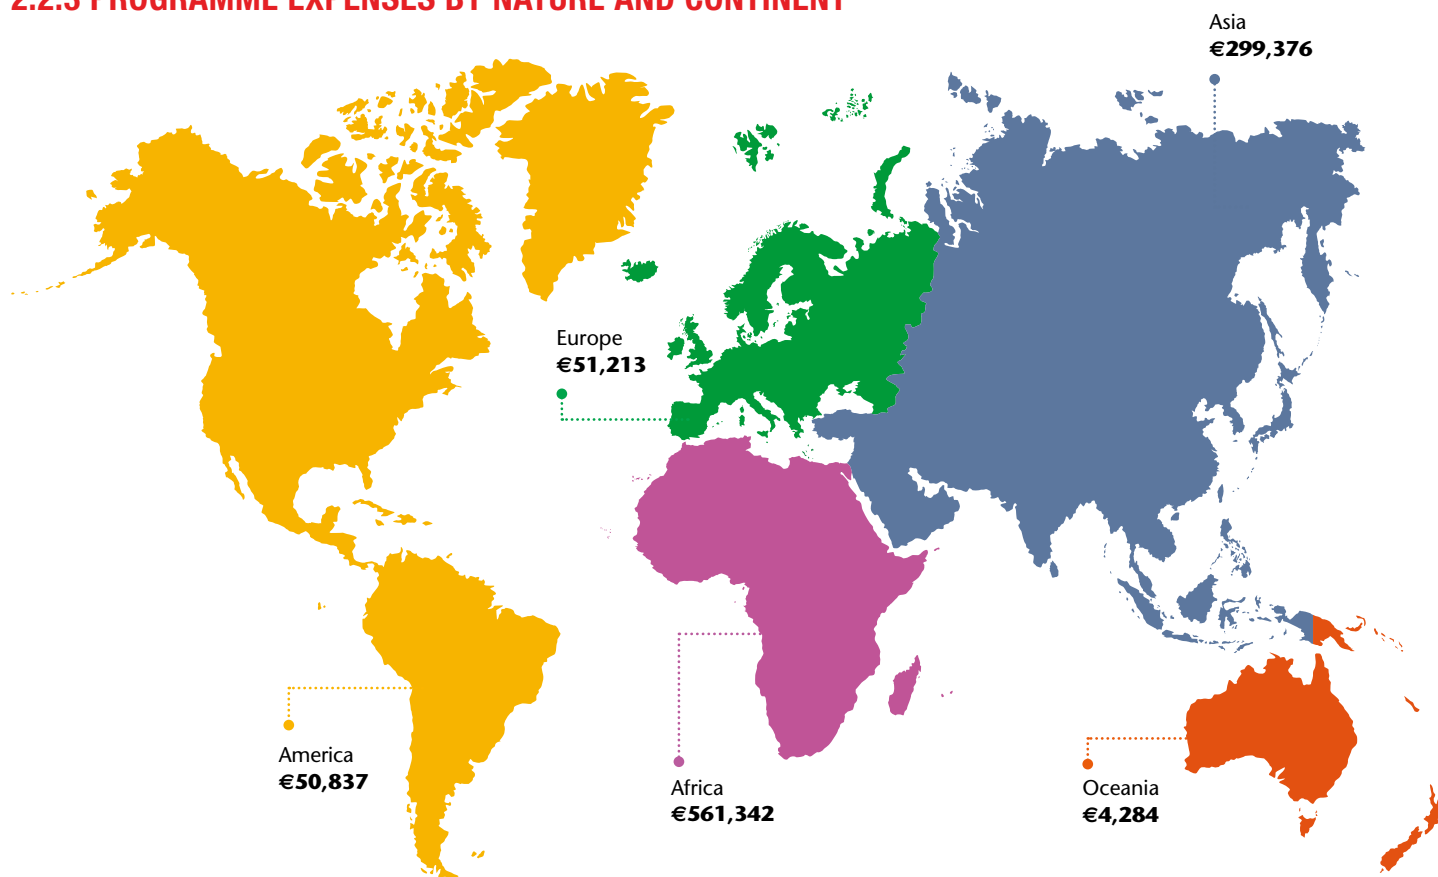 2.2.3 PROGRAMME EXPENSES BY NATURE AND CONTINENT
Asia
€299,376
Europe
€51,213
America
€50,837
Africa
€561,342
Oceania
€4,284